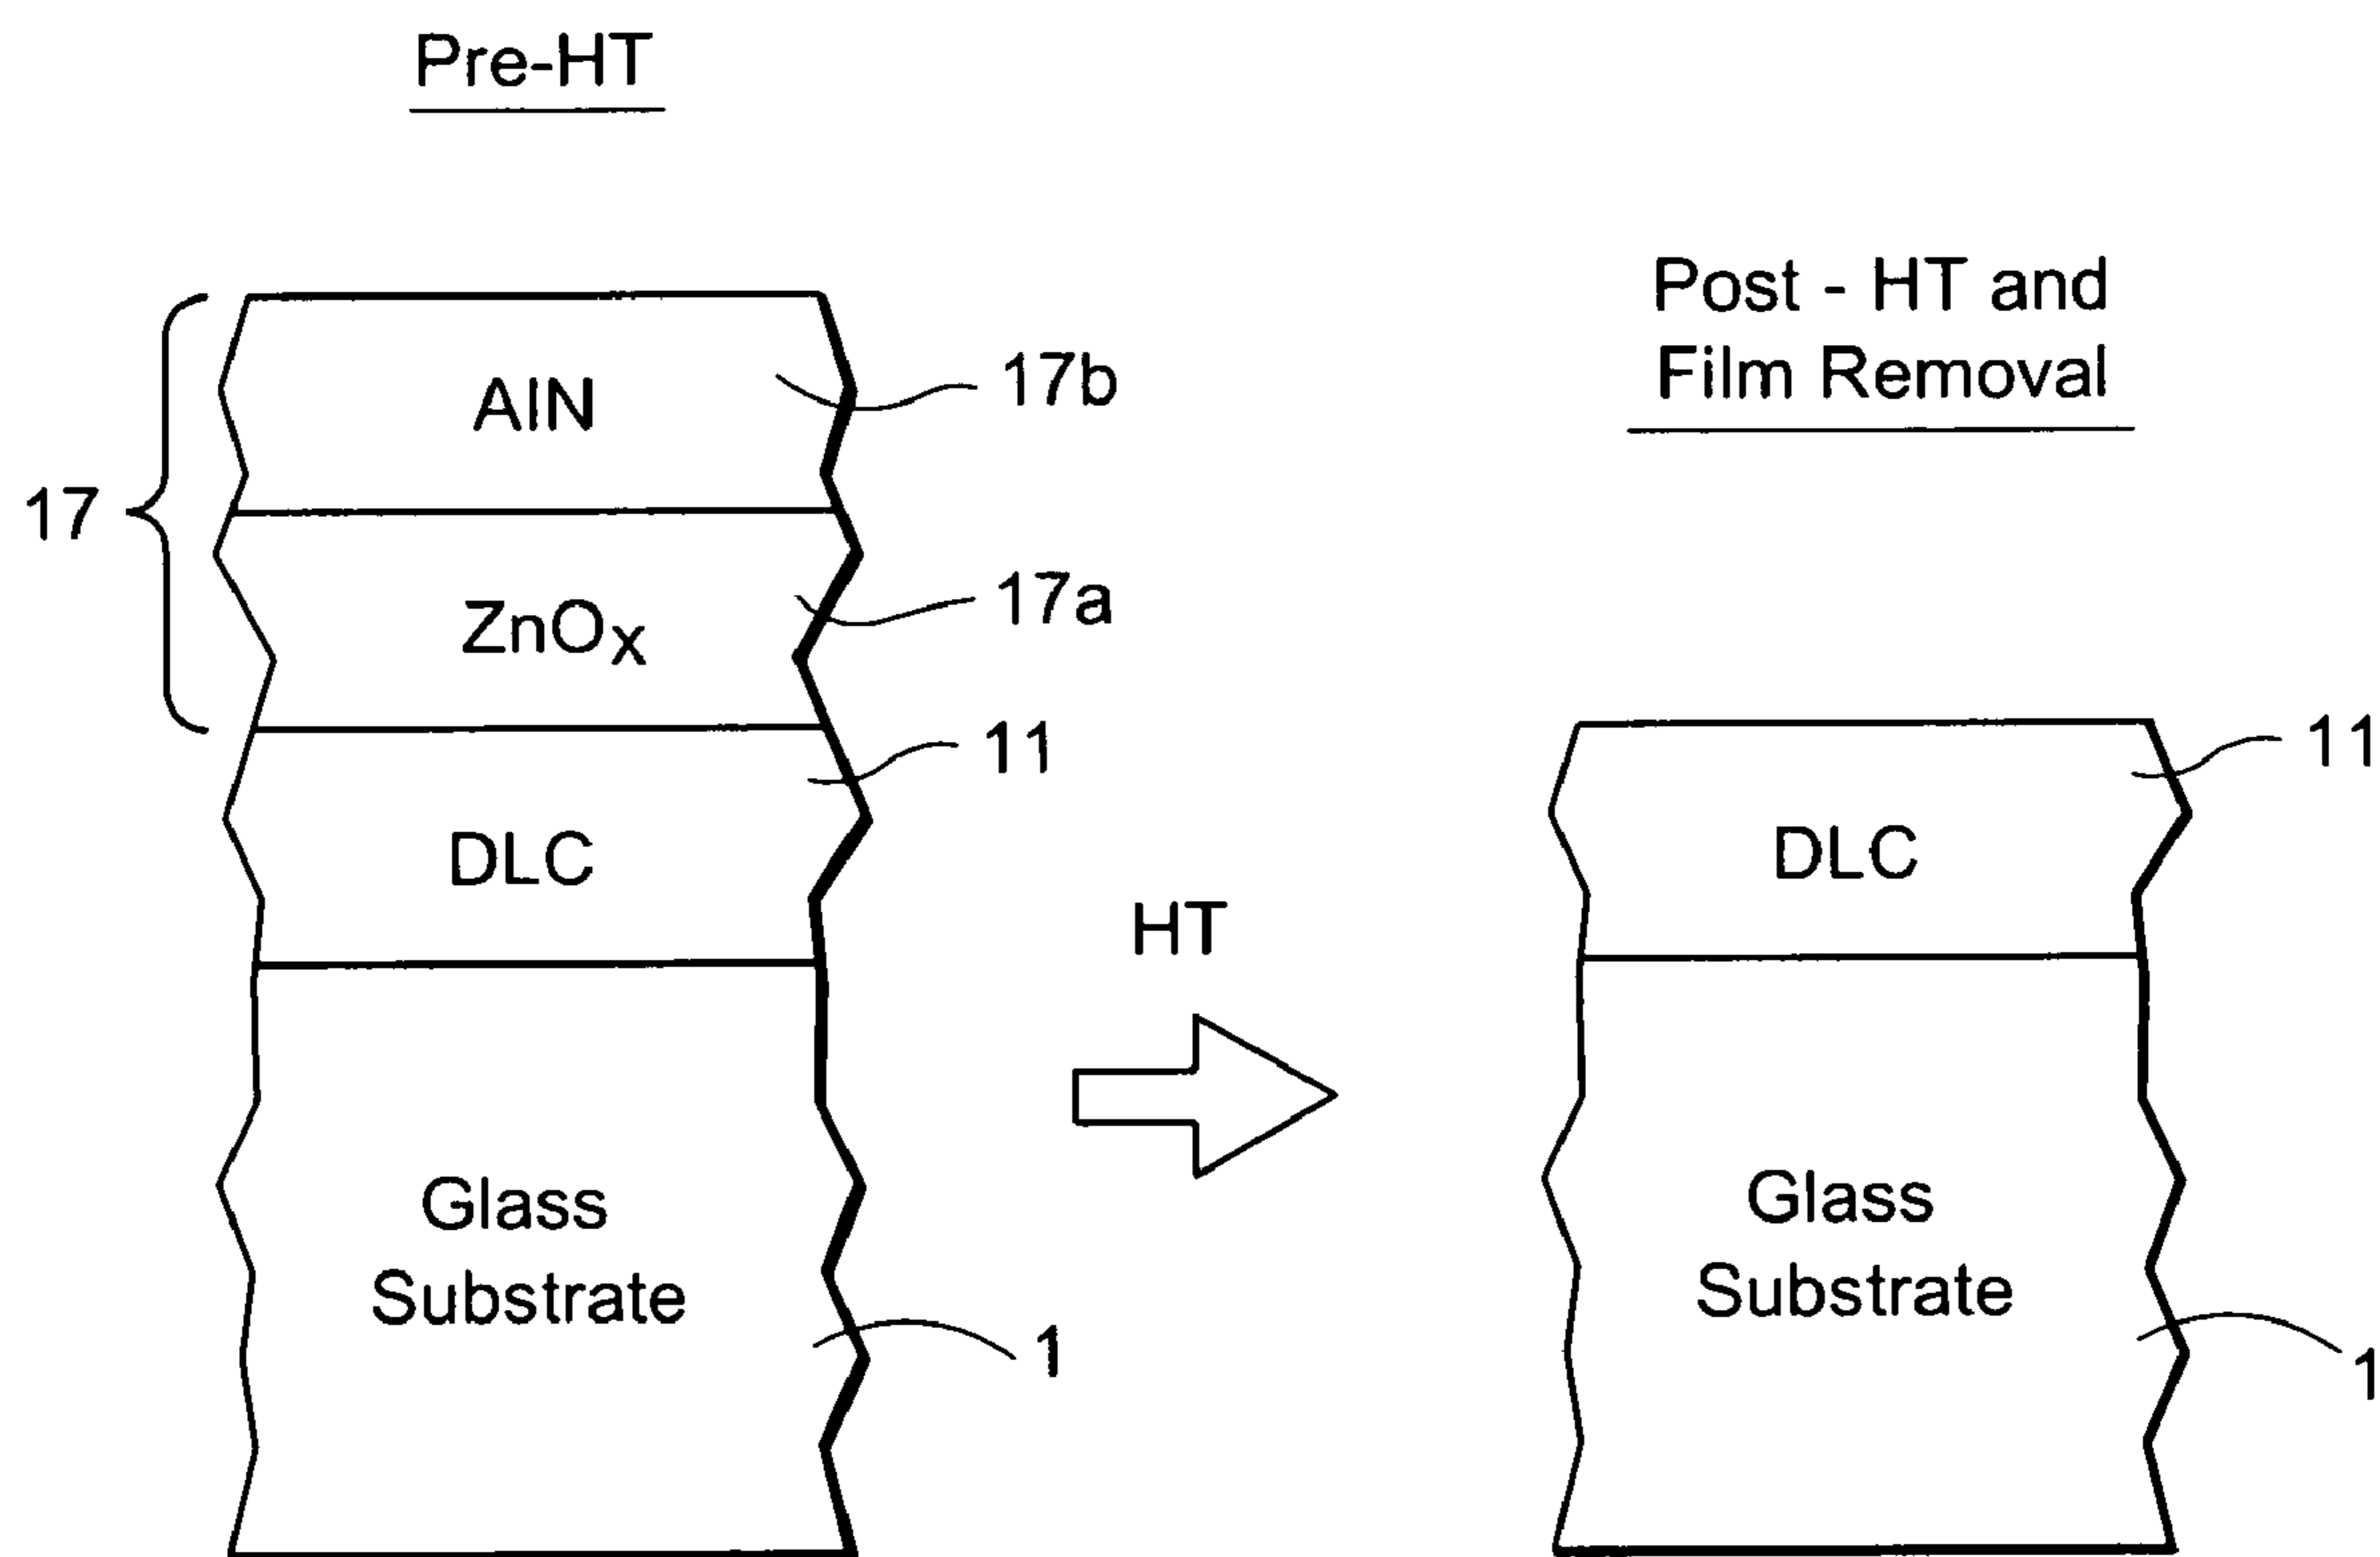 Pre-HT
AlN
17b
17
ZnOx
17a
11
DLC
Glass
Substrate
1
HT
Post - HT and
Film Removal
11
DLC
Glass
Substrate
1